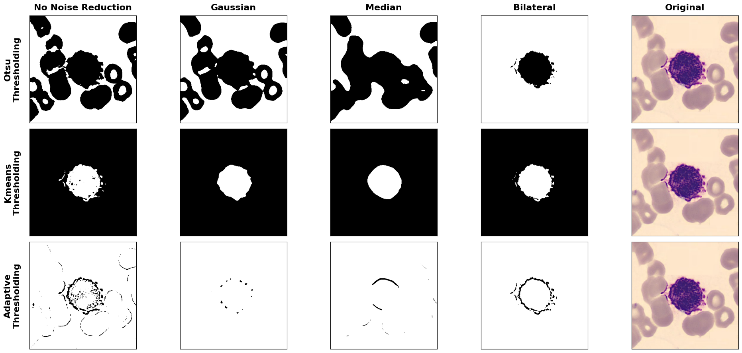 No Noise Reduction
Gaussian
Median
Bilateral
Original
Otsu
Thresholding
Kmeans
Thresholding
Adaptive
Thresholding